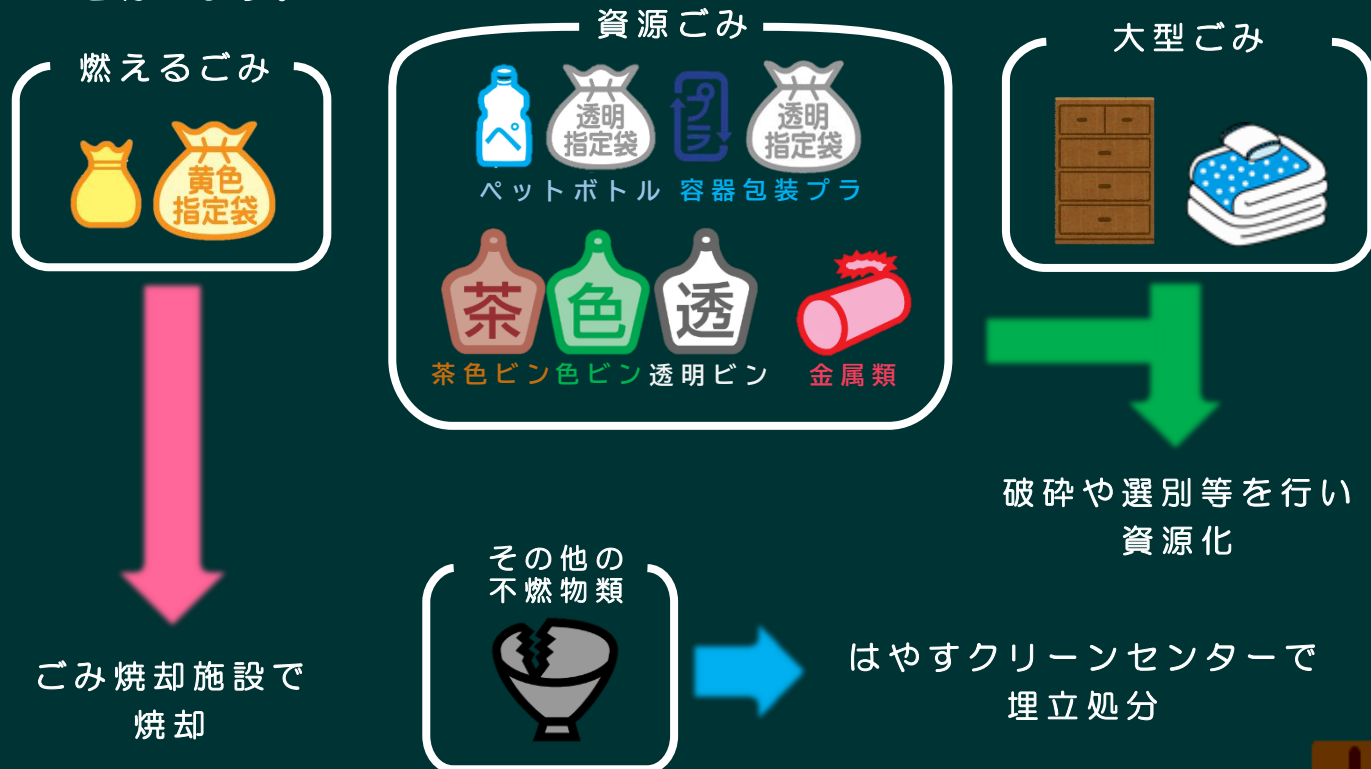 燃えるごみ
黄色
指定袋
ごみ焼却施設で
焼却
資源ごみ
ペ
透明
指定袋
プラ
透明
指定袋
ペットボトル
容器包装プラ
茶
色
透
茶色ビン
色ビン
透明ビン
金属類
大型ごみ
破砕や選別等を行い
資源化
その他の
不燃物類
はやすクリーンセンターで
埋立処分